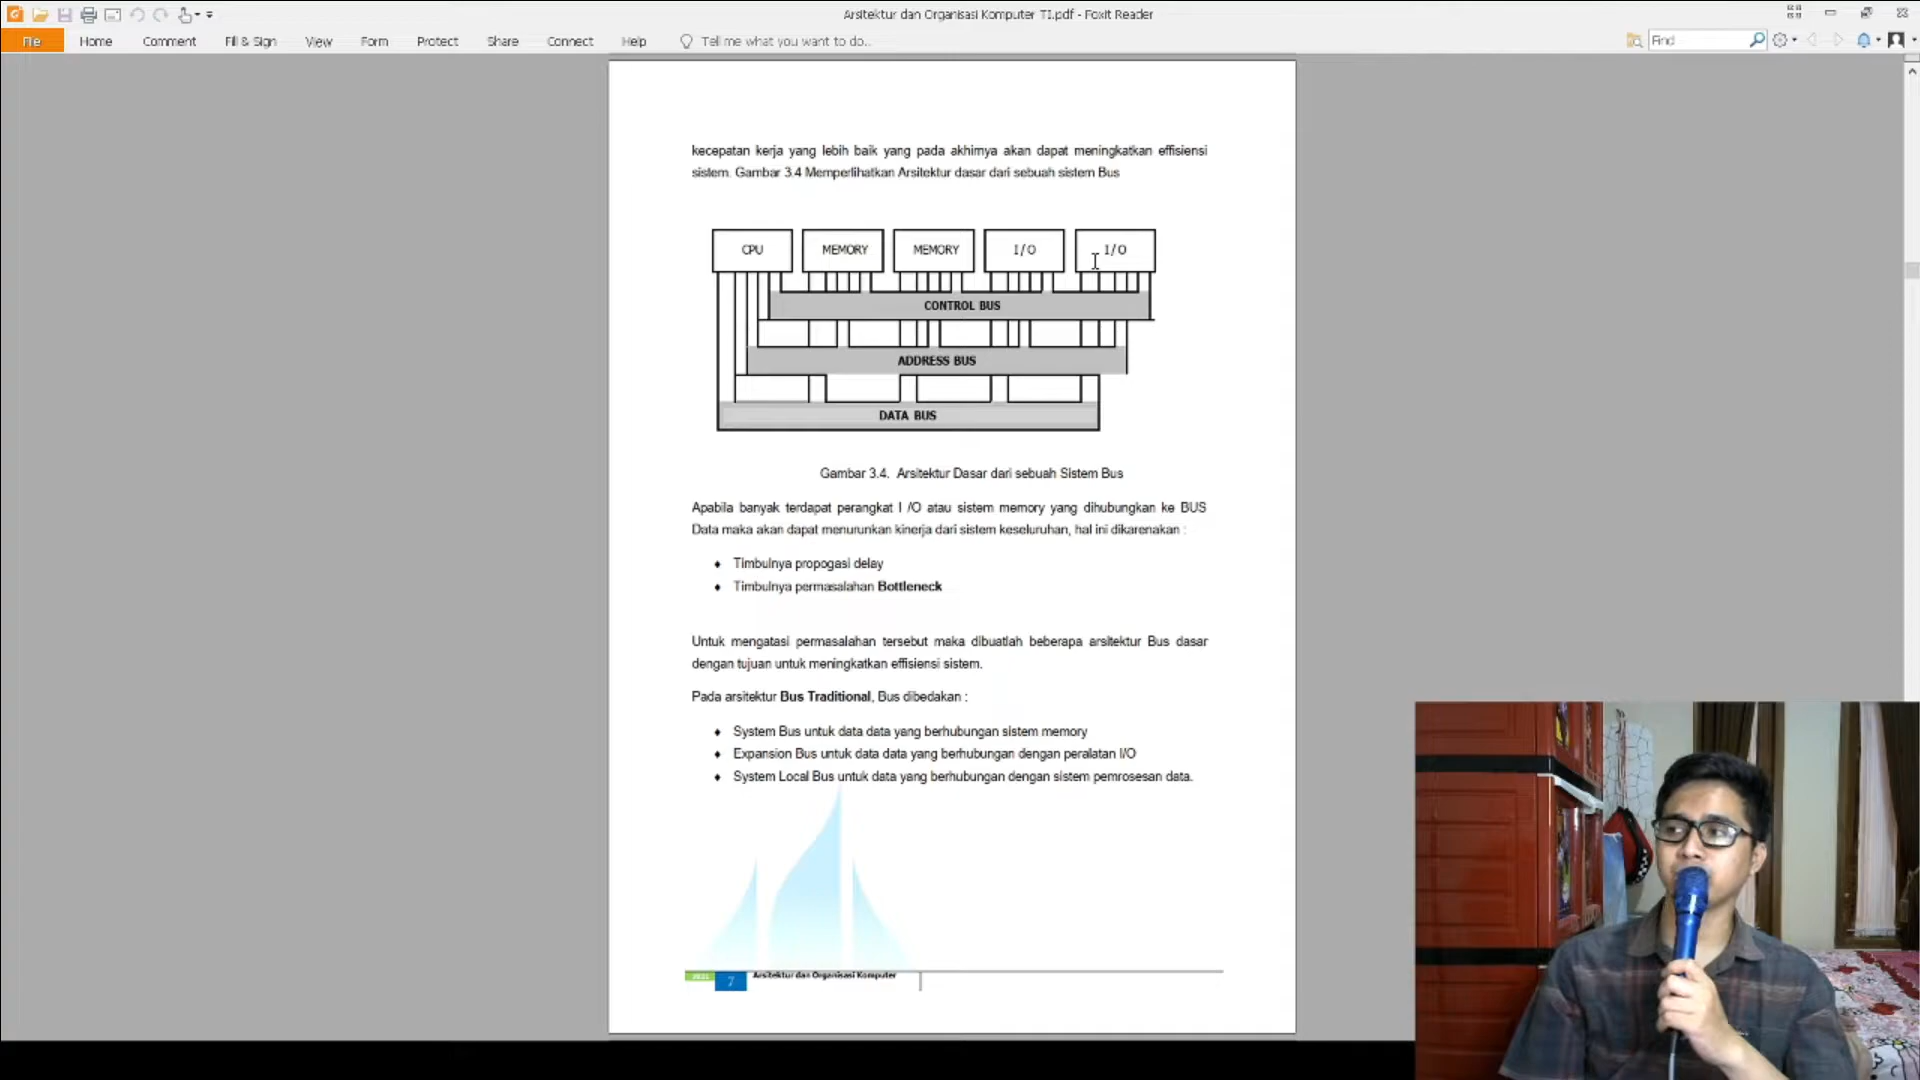 Arsitektur dan Organisasi Komputer TI.pdf - Foxit Reader
File Home Comment Fill & Sign View Form Protect Share Connect Help Tell me what you want to do.. Find
kecepatan kerja yang lebih baik yang pada akhirnya akan dapat meningkatkan effisiensi
sistem. Gambar 3.4 Memperlihatkan Arsitektur dasar dari sebuah sistem Bus
CPU MEMORY MEMORY I/O I/O
CONTROL BUS
ADDRESS BUS
DATA BUS
Gambar 3.4. Arsitektur Dasar dari sebuah Sistem Bus
Apabila banyak terdapat perangkat I /O atau sistem memory yang dihubungkan ke BUS
Data maka akan dapat menurunkan kinerja dari sistem keseluruhan, hal ini dikarenakan :
♦ Timbulnya propogasi delay
♦ Timbulnya permasalahan Bottleneck
Untuk mengatasi permasalahan tersebut maka dibuatlah beberapa arsitektur Bus dasar
dengan tujuan untuk meningkatkan effisiensi sistem.
Pada arsitektur Bus Traditional, Bus dibedakan :
♦ System Bus untuk data data yang berhubungan sistem memory
♦ Expansion Bus untuk data data yang berhubungan dengan peralatan I/O
♦ System Local Bus untuk data yang berhubungan dengan sistem pemrosesan data.
7 Arsitektur dan Organisasi Komputer